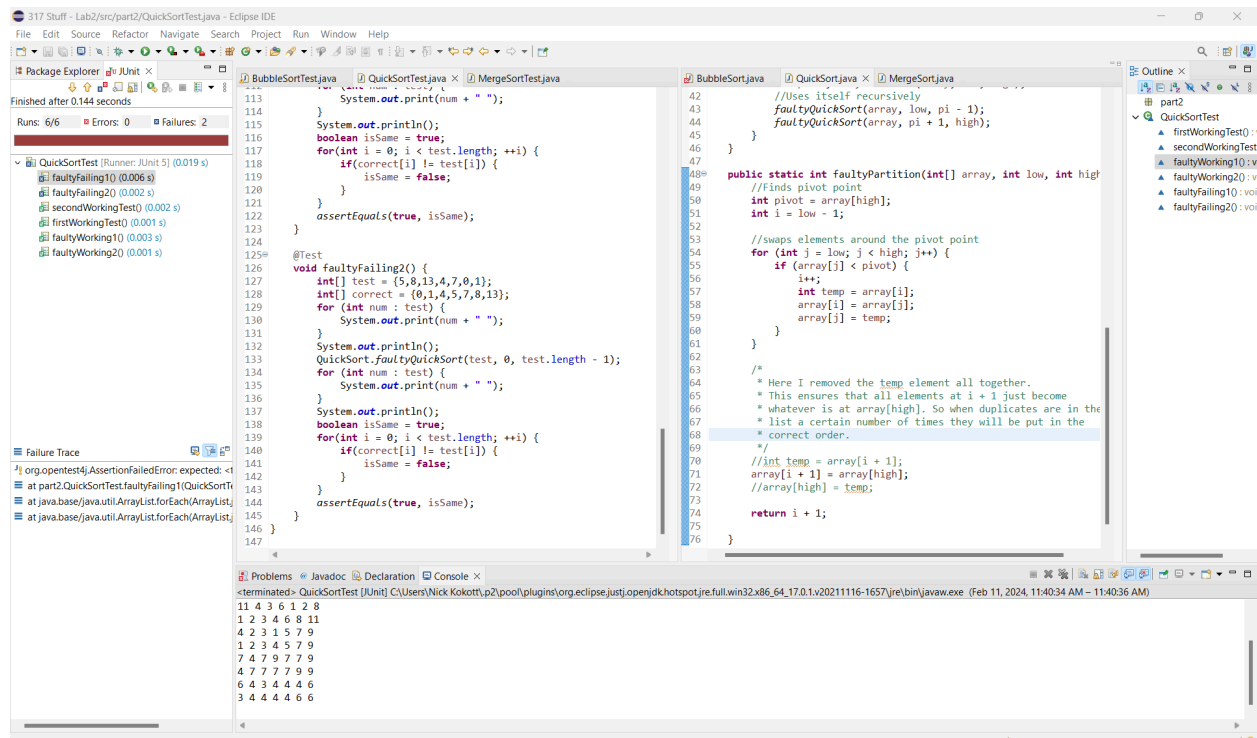 317 Stuff - Lab2/src/part2/QuickSortTest.java - Eclipse IDE
File Edit Source Refactor Navigate Search Project Run Window Help
Package Explorer JUnit
Finished after 0.144 seconds
Runs: 6/6 Errors: 0 Failures: 2
QuickSortTest [Runner: JUnit 5] (0.019 s)
faultyFailing1() (0.006 s)
faultyFailing2() (0.002 s)
secondWorkingTest() (0.002 s)
firstWorkingTest() (0.001 s)
faultyWorking1() (0.003 s)
faultyWorking2() (0.001 s)
Failure Trace
org.opentest4j.AssertionFailedError: expected: <t
at part2.QuickSortTest.faultyFailing1(QuickSortTe
at java.base/java.util.ArrayList.forEach(ArrayList.j
at java.base/java.util.ArrayList.forEach(ArrayList.j
BubbleSortTest.java QuickSortTest.java MergeSortTest.java
112 for (int num : test) {
113 System.out.print(num + " ");
114 }
115 System.out.println();
116 boolean isSame = true;
117 for(int i = 0; i < test.length; ++i) {
118 if(correct[i] != test[i]) {
119 isSame = false;
120 }
121 }
122 assertEquals(true, isSame);
123 }
124
125 @Test
126 void faultyFailing2() {
127 int[] test = {5,8,13,4,7,0,1};
128 int[] correct = {0,1,4,5,7,8,13};
129 for (int num : test) {
130 System.out.print(num + " ");
131 }
132 System.out.println();
133 QuickSort.faultyQuickSort(test, 0, test.length - 1);
134 for (int num : test) {
135 System.out.print(num + " ");
136 }
137 System.out.println();
138 boolean isSame = true;
139 for(int i = 0; i < test.length; ++i) {
140 if(correct[i] != test[i]) {
141 isSame = false;
142 }
143 }
144 assertEquals(true, isSame);
145 }
146 }
147
BubbleSort.java QuickSort.java MergeSort.java
42 //Uses itself recursively
43 faultyQuickSort(array, low, pi - 1);
44 faultyQuickSort(array, pi + 1, high);
45 }
46 }
47
48 public static int faultyPartition(int[] array, int low, int high
49 //Finds pivot point
50 int pivot = array[high];
51 int i = low - 1;
52
53 //swaps elements around the pivot point
54 for (int j = low; j < high; j++) {
55 if (array[j] < pivot) {
56 i++;
57 int temp = array[i];
58 array[i] = array[j];
59 array[j] = temp;
60 }
61 }
62
63 /*
64 * Here I removed the temp element all together.
65 * This ensures that all elements at i + 1 just become
66 * whatever is at array[high]. So when duplicates are in the
67 * list a certain number of times they will be put in the
68 * correct order.
69 */
70 //int temp = array[i + 1];
71 array[i + 1] = array[high];
72 //array[high] = temp;
73
74 return i + 1;
75
76 }
Outline
part2
QuickSortTest
firstWorkingTest() :
secondWorkingTest
faultyWorking1() : v
faultyWorking2() : v
faultyFailing1() : voi
faultyFailing2() : voi
Problems Javadoc Declaration Console
<terminated> QuickSortTest [JUnit] C:\Users\Nick Kokott\.p2\pool\plugins\org.eclipse.justj.openjdk.hotspot.jre.full.win32.x86_64_17.0.1.v20211116-1657\jre\bin\javaw.exe (Feb 11, 2024, 11:40:34 AM – 11:40:36 AM)
11 4 3 6 1 2 8
1 2 3 4 6 8 11
4 2 3 1 5 7 9
1 2 3 4 5 7 9
7 4 7 9 7 7 9
4 7 7 7 7 9 9
6 4 3 4 4 4 6
3 4 4 4 4 6 6